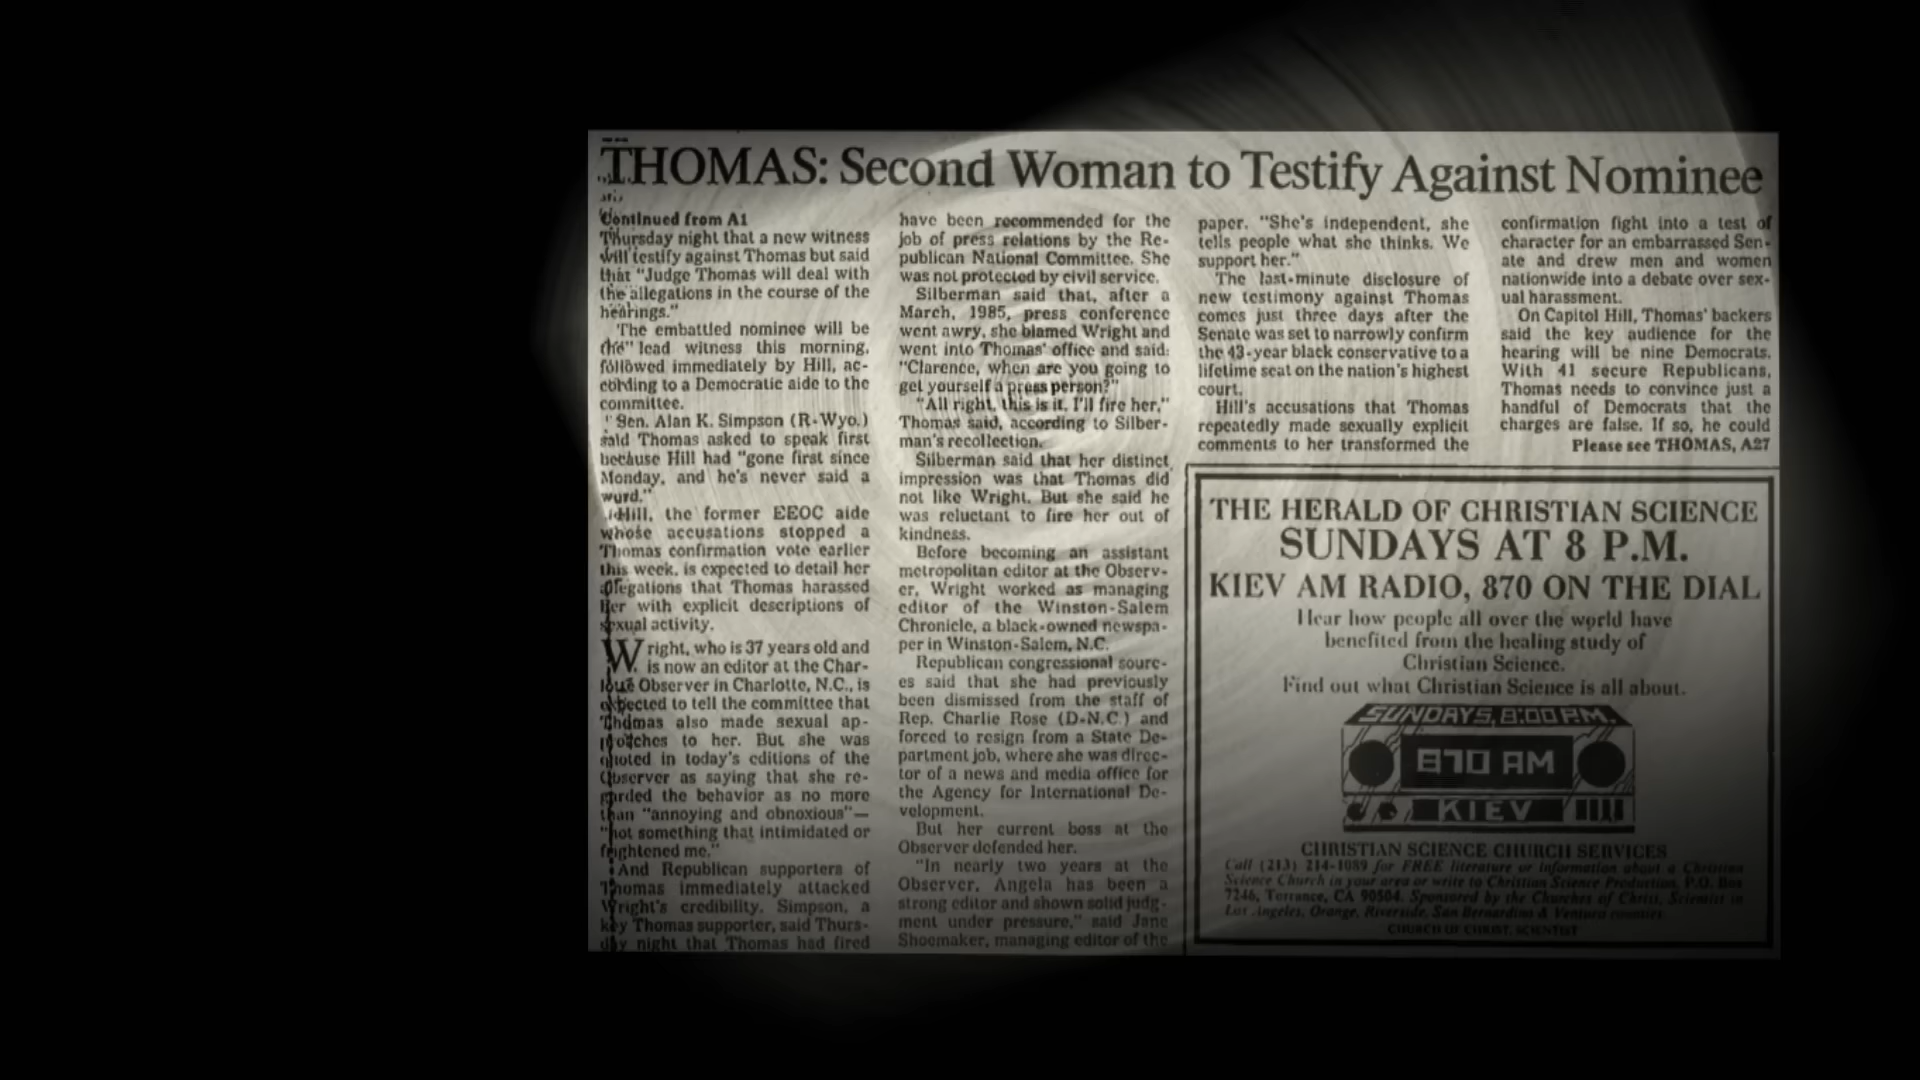 THOMAS: Second Woman to Testify Against Nominee
Continued from A1
Thursday night that a new witness
will testify against Thomas but said
that "Judge Thomas will deal with
the allegations in the course of the
hearings."
The embattled nominee will be
the lead witness this morning,
followed immediately by Hill, ac-
cording to a Democratic aide to the
committee.
Sen. Alan K. Simpson (R-Wyo.)
said Thomas asked to speak first
because Hill had "gone first since
Monday, and he's never said a
word."
Hill, the former EEOC aide
whose accusations stopped a
Thomas confirmation vote earlier
this week, is expected to detail her
allegations that Thomas harassed
her with explicit descriptions of
sexual activity.
Wright, who is 37 years old and
is now an editor at the Char-
lotte Observer in Charlotte, N.C., is
expected to tell the committee that
Thomas also made sexual ap-
proaches to her. But she was
quoted in today's editions of the
Observer as saying that she re-
garded the behavior as no more
than "annoying and obnoxious"—
"not something that intimidated or
frightened me."
And Republican supporters of
Thomas immediately attacked
Wright's credibility. Simpson, a
key Thomas supporter, said Thurs-
day night that Thomas had fired
have been recommended for the
job of press relations by the Re-
publican National Committee. She
was not protected by civil service.
Silberman said that, after a
March, 1985, press conference
went awry, she blamed Wright and
went into Thomas' office and said:
"Clarence, when are you going to
get yourself a press person?"
"All right, this is it, I'll fire her,"
Thomas said, according to Silber-
man's recollection.
Silberman said that her distinct
impression was that Thomas did
not like Wright. But she said he
was reluctant to fire her out of
kindness.
Before becoming an assistant
metropolitan editor at the Observ-
er, Wright worked as managing
editor of the Winston-Salem
Chronicle, a black-owned newspa-
per in Winston-Salem, N.C.
Republican congressional sourc-
es said that she had previously
been dismissed from the staff of
Rep. Charlie Rose (D-N.C.) and
forced to resign from a State De-
partment job, where she was direc-
tor of a news and media office for
the Agency for International De-
velopment.
But her current boss at the
Observer defended her.
"In nearly two years at the
Observer, Angela has been a
strong editor and shown solid judg-
ment under pressure," said Jane
Shoemaker, managing editor of the
paper. "She's independent, she
tells people what she thinks. We
support her."
The last-minute disclosure of
new testimony against Thomas
comes just three days after the
Senate was set to narrowly confirm
the 43-year black conservative to a
lifetime seat on the nation's highest
court.
Hill's accusations that Thomas
repeatedly made sexually explicit
comments to her transformed the
confirmation fight into a test of
character for an embarrassed Sen-
ate and drew men and women
nationwide into a debate over sex-
ual harassment.
On Capitol Hill, Thomas' backers
said the key audience for the
hearing will be nine Democrats.
With 41 secure Republicans,
Thomas needs to convince just a
handful of Democrats that the
charges are false. If so, he could
Please see THOMAS, A27
THE HERALD OF CHRISTIAN SCIENCE
SUNDAYS AT 8 P.M.
KIEV AM RADIO, 870 ON THE DIAL
Hear how people all over the world have
benefited from the healing study of
Christian Science.
Find out what Christian Science is all about.
SUNDAYS, 8:00 P.M.
870 AM
KIEV
CHRISTIAN SCIENCE CHURCH SERVICES
Call (213) 214-1089 for FREE literature or information about a Christian
Science Church in your area or write to Christian Science Production, P.O. Box
7246, Torrance, CA 90504. Sponsored by the Churches of Christ, Scientist in
Los Angeles, Orange, Riverside, San Bernardino & Ventura counties.
CHURCH OF CHRIST, SCIENTIST